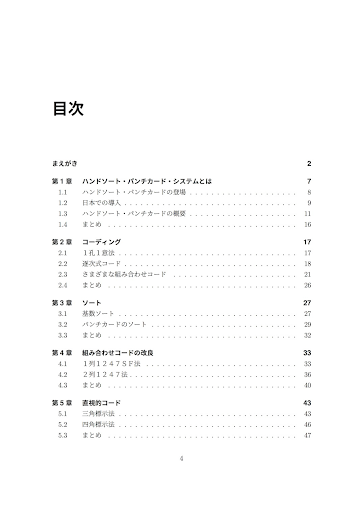 目次
まえがき 2
第1章 ハンドソート・パンチカード・システムとは 7
1.1 ハンドソート・パンチカードの登場 . . . . . . . . . . . . . . . . . . . . 8
1.2 日本での導入 . . . . . . . . . . . . . . . . . . . . . . . . . . . . . . . . 9
1.3 ハンドソート・パンチカードの概要 . . . . . . . . . . . . . . . . . . . . 11
1.4 まとめ . . . . . . . . . . . . . . . . . . . . . . . . . . . . . . . . . . . 16
第2章 コーディング 17
2.1 1孔1意法 . . . . . . . . . . . . . . . . . . . . . . . . . . . . . . . . . 17
2.2 逐次式コード . . . . . . . . . . . . . . . . . . . . . . . . . . . . . . . . 18
2.3 さまざまな組み合わせコード . . . . . . . . . . . . . . . . . . . . . . . 21
2.4 まとめ . . . . . . . . . . . . . . . . . . . . . . . . . . . . . . . . . . . 26
第3章 ソート 27
3.1 基数ソート . . . . . . . . . . . . . . . . . . . . . . . . . . . . . . . . . 27
3.2 パンチカードのソート . . . . . . . . . . . . . . . . . . . . . . . . . . . 29
3.3 まとめ . . . . . . . . . . . . . . . . . . . . . . . . . . . . . . . . . . . 32
第4章 組み合わせコードの改良 33
4.1 1列1247SF法 . . . . . . . . . . . . . . . . . . . . . . . . . . . . . 33
4.2 2列1247法 . . . . . . . . . . . . . . . . . . . . . . . . . . . . . . . 36
4.3 まとめ . . . . . . . . . . . . . . . . . . . . . . . . . . . . . . . . . . . 40
第5章 直視的コード 43
5.1 三角標示法 . . . . . . . . . . . . . . . . . . . . . . . . . . . . . . . . . 43
5.2 四角標示法 . . . . . . . . . . . . . . . . . . . . . . . . . . . . . . . . . 46
5.3 まとめ . . . . . . . . . . . . . . . . . . . . . . . . . . . . . . . . . . . 47
4